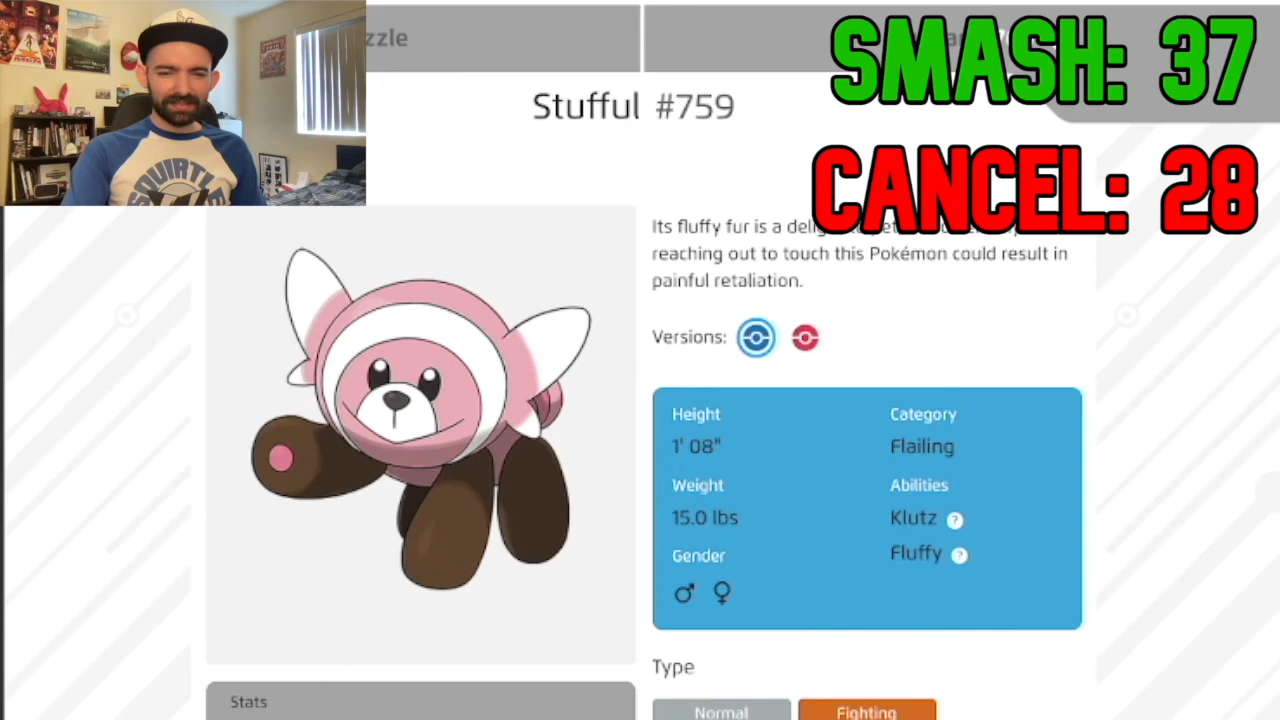 SMASH: 37
CANCEL: 28
Stufful #759
SQUIRTLE
Its fluffy fur is a
reaching out to touch this Pokémon could result in
painful retaliation.
Versions:
Height
1' 08"
Category
Flailing
Weight
15.0 lbs
Abilities
Klutz ?
Fluffy ?
Gender
♂ ♀
Type
Normal
Fighting
Stats